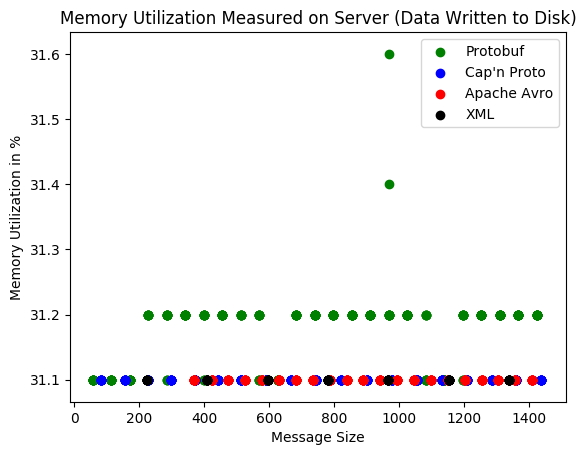 Memory Utilization Measured on Server (Data Written to Disk)
Protobuf
Cap'n Proto
Apache Avro
XML
Memory Utilization in %
31.6
31.5
31.4
31.3
31.2
31.1
0 200 400 600 800 1000 1200 1400
Message Size